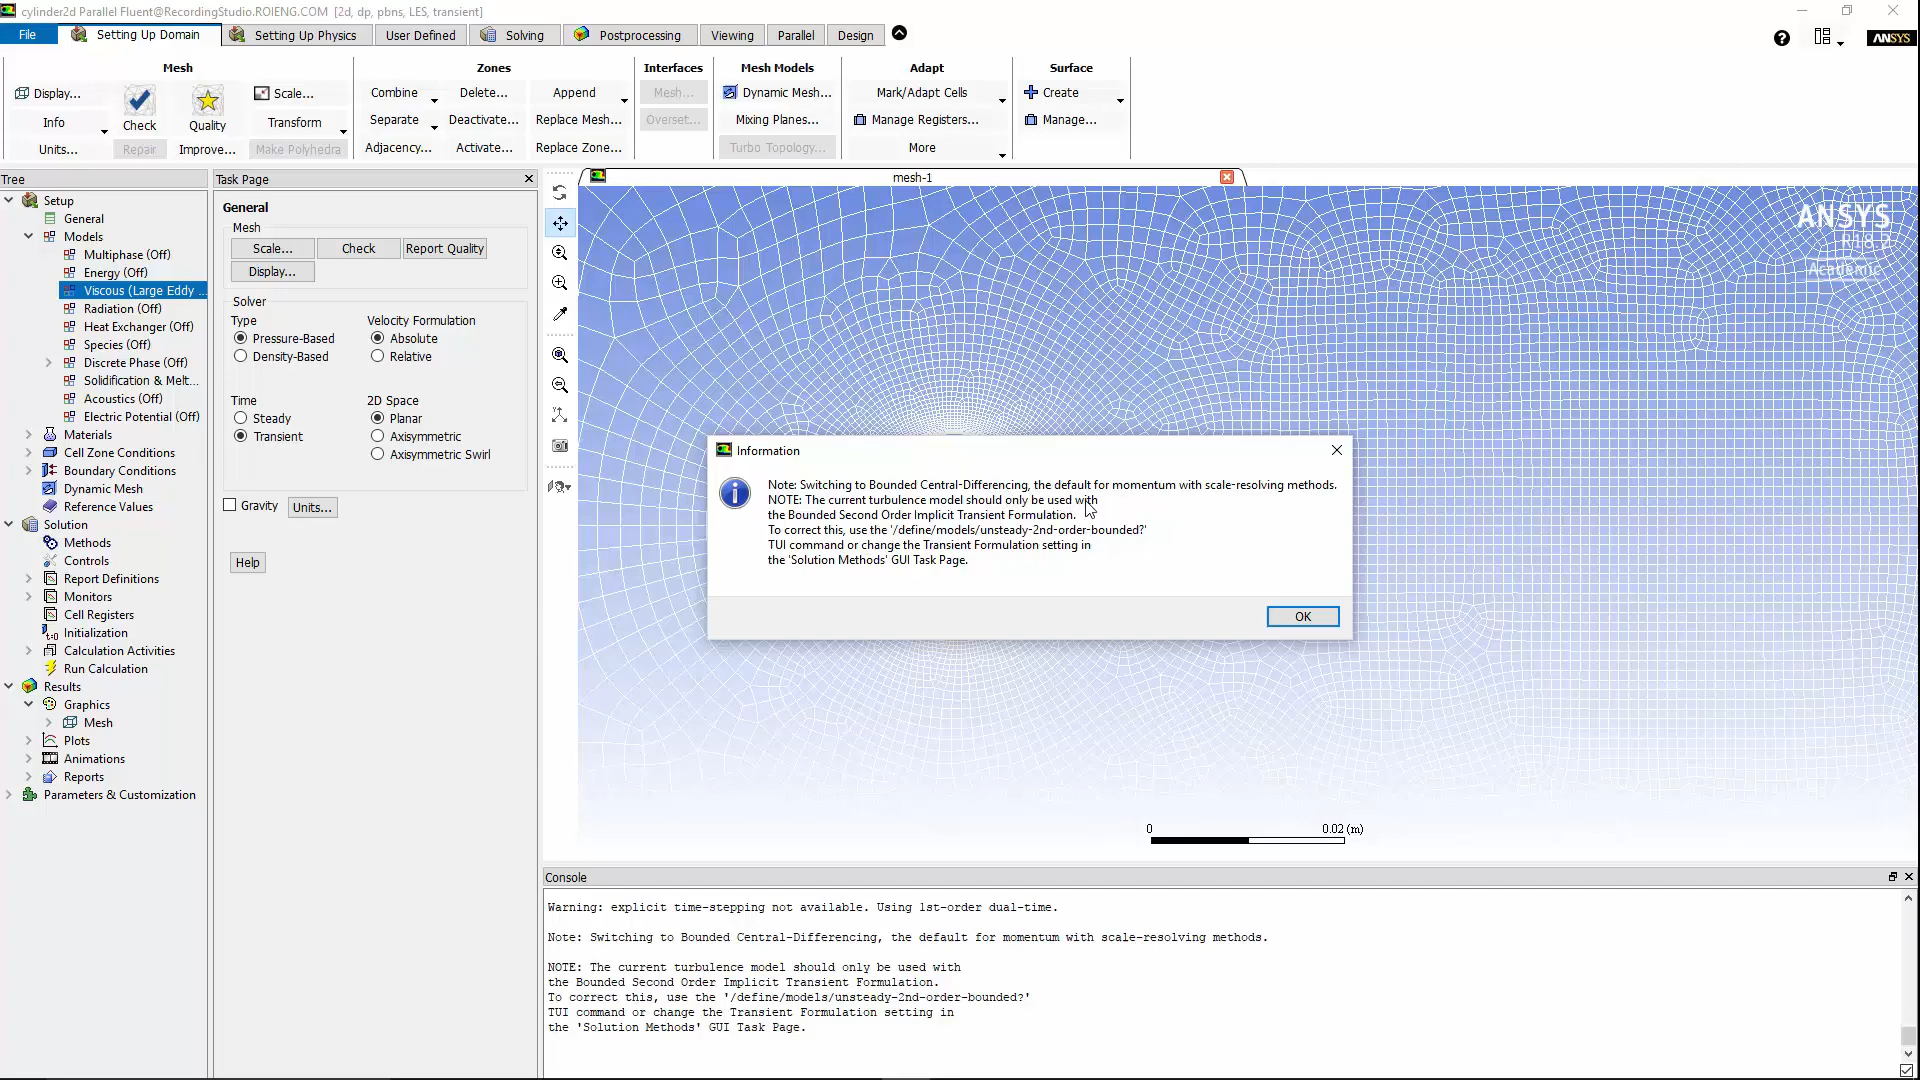 cylinder2d Parallel Fluent@RecordingStudio.ROIENG.COM [2d, dp, pbns, LES, transient]
File
Setting Up Domain
Setting Up Physics
User Defined
Solving
Postprocessing
Viewing
Parallel
Design
ANSYS
Mesh
Zones
Interfaces
Mesh Models
Adapt
Surface
Display...
Info
Units...
Check
Repair
Quality
Improve...
Scale...
Transform
Make Polyhedra
Combine
Separate
Adjacency...
Delete...
Deactivate...
Activate...
Append
Replace Mesh...
Replace Zone...
Mesh...
Overset...
Dynamic Mesh...
Mixing Planes...
Turbo Topology...
Mark/Adapt Cells
Manage Registers...
More
Create
Manage...
Tree
Setup
General
Models
Multiphase (Off)
Energy (Off)
Viscous (Large Eddy ...
Radiation (Off)
Heat Exchanger (Off)
Species (Off)
Discrete Phase (Off)
Solidification & Melt...
Acoustics (Off)
Electric Potential (Off)
Materials
Cell Zone Conditions
Boundary Conditions
Dynamic Mesh
Reference Values
Solution
Methods
Controls
Report Definitions
Monitors
Cell Registers
Initialization
Calculation Activities
Run Calculation
Results
Graphics
Mesh
Plots
Animations
Reports
Parameters & Customization
Task Page
General
Mesh
Scale...
Check
Report Quality
Display...
Solver
Type
Velocity Formulation
Pressure-Based
Absolute
Density-Based
Relative
Time
2D Space
Steady
Planar
Transient
Axisymmetric
Axisymmetric Swirl
Gravity
Units...
Help
mesh-1
ANSYS
R18.2
Academic
Information
Note: Switching to Bounded Central-Differencing, the default for momentum with scale-resolving methods.
NOTE: The current turbulence model should only be used with
the Bounded Second Order Implicit Transient Formulation.
To correct this, use the '/define/models/unsteady-2nd-order-bounded?'
TUI command or change the Transient Formulation setting in
the 'Solution Methods' GUI Task Page.
OK
0
0.02 (m)
Console
Warning: explicit time-stepping not available. Using 1st-order dual-time.
Note: Switching to Bounded Central-Differencing, the default for momentum with scale-resolving methods.
NOTE: The current turbulence model should only be used with
the Bounded Second Order Implicit Transient Formulation.
To correct this, use the '/define/models/unsteady-2nd-order-bounded?'
TUI command or change the Transient Formulation setting in
the 'Solution Methods' GUI Task Page.